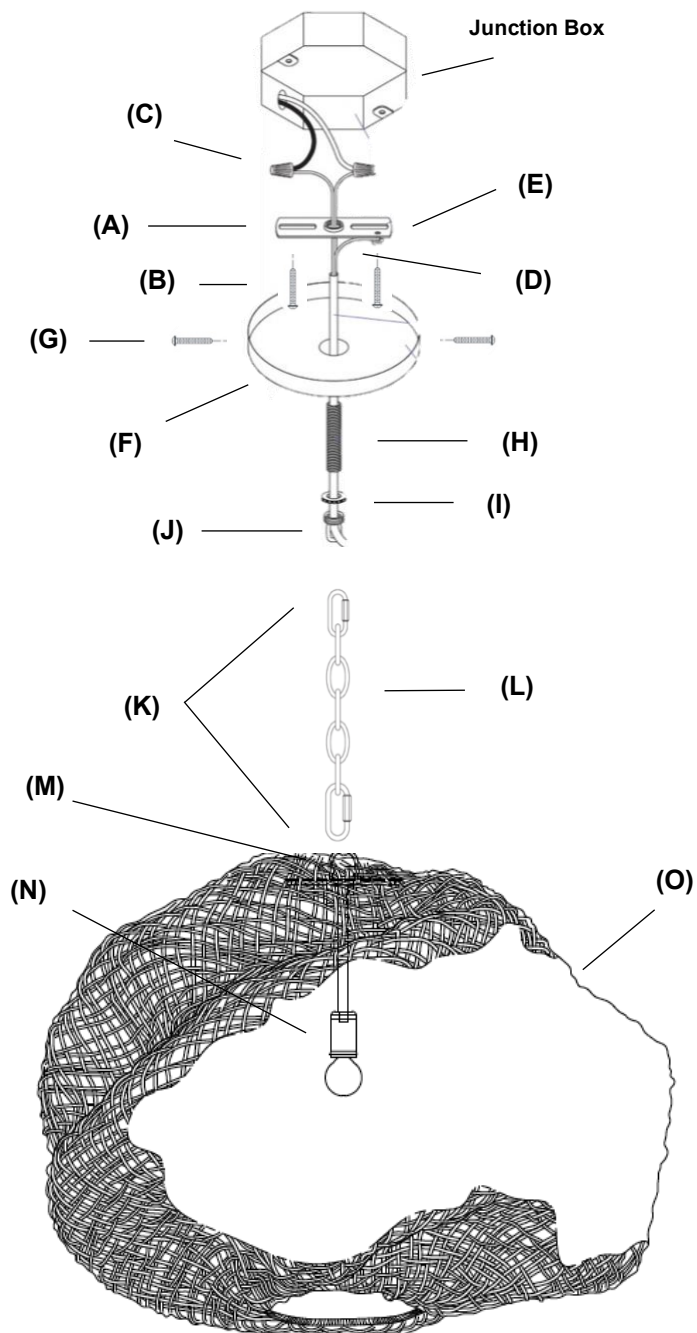 Junction Box
(C)
(E)
(A)
(B)
(D)
(G)
(F)
(H)
(I)
(J)
(L)
(K)
(M)
(N)
(O)